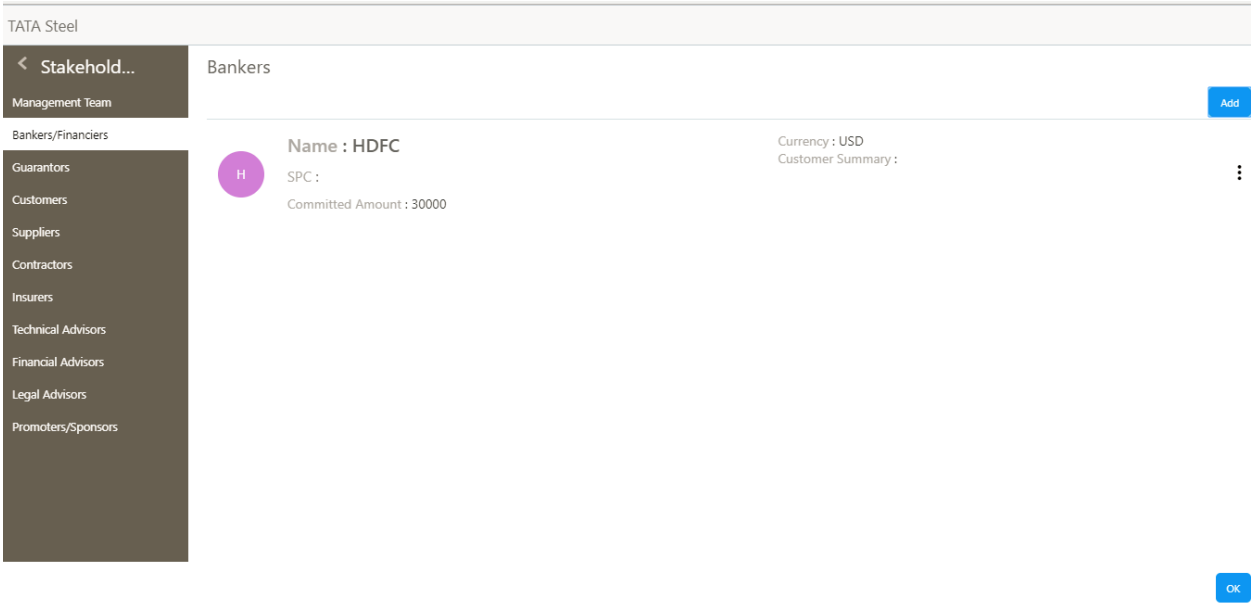 TATA Steel
Stakehold...
Management Team
Bankers/Financiers
Guarantors
Customers
Suppliers
Contractors
Insurers
Technical Advisors
Financial Advisors
Legal Advisors
Promoters/Sponsors
Bankers
Add
H
Name : HDFC
SPC :
Committed Amount : 30000
Currency : USD
Customer Summary :
OK